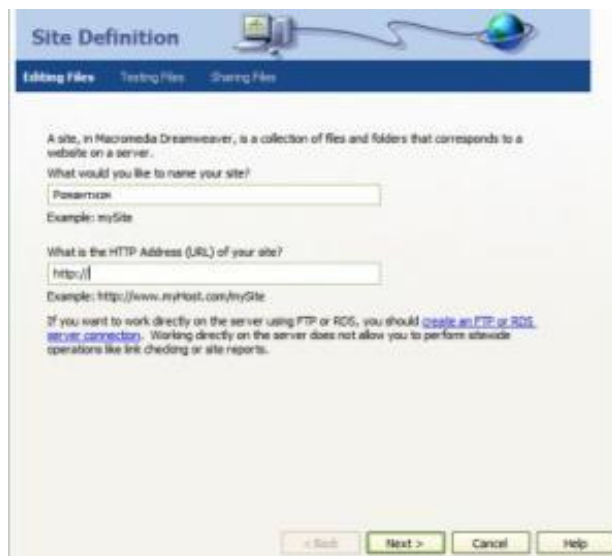 Site Definition
Editing Files Testing Files Sharing Files
A site, in Macromedia Dreamweaver, is a collection of files and folders that corresponds to a
website on a server.
What would you like to name your site?
Романтизм
Example: mySite
What is the HTTP Address (URL) of your site?
http://
Example: http://www.myHost.com/mySite
If you want to work directly on the server using FTP or RDS, you should create an FTP or RDS
server connection. Working directly on the server does not allow you to perform sitewide
operations like link checking or site reports.
< Back Next > Cancel Help